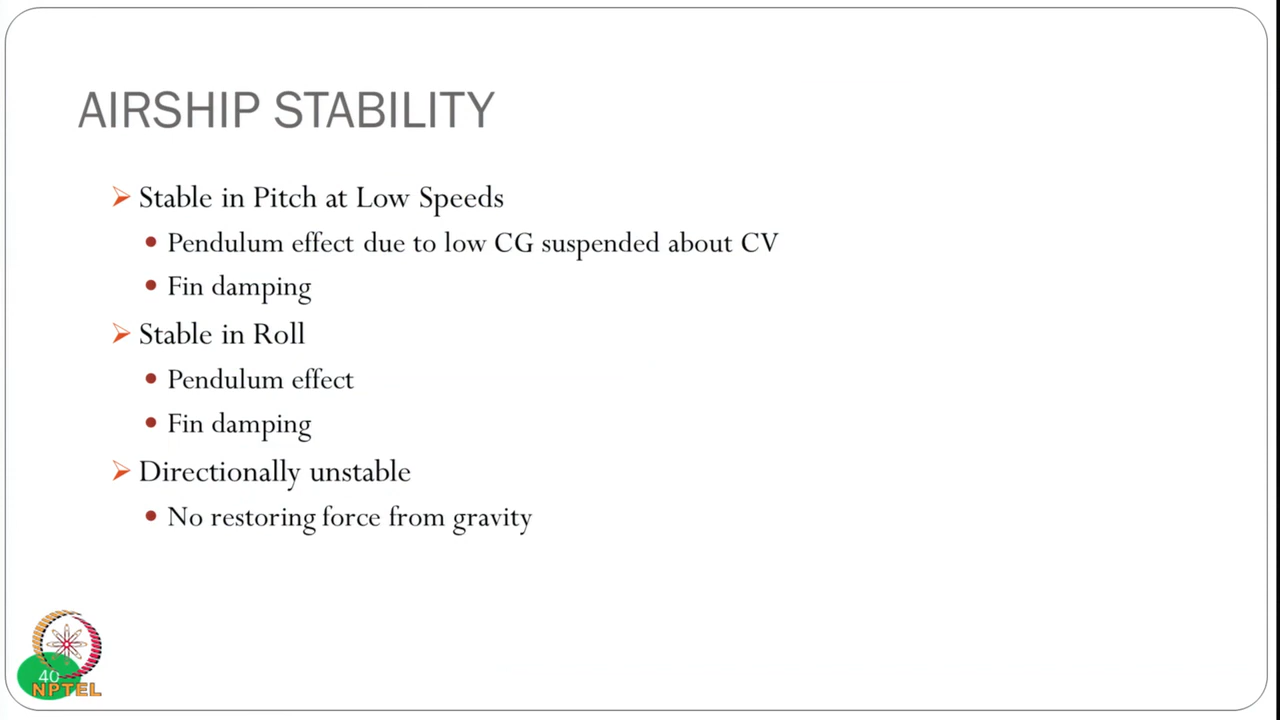 AIRSHIP STABILITY
Stable in Pitch at Low Speeds
Pendulum effect due to low CG suspended about CV
Fin damping
Stable in Roll
Pendulum effect
Fin damping
Directionally unstable
No restoring force from gravity
40
NPTEL